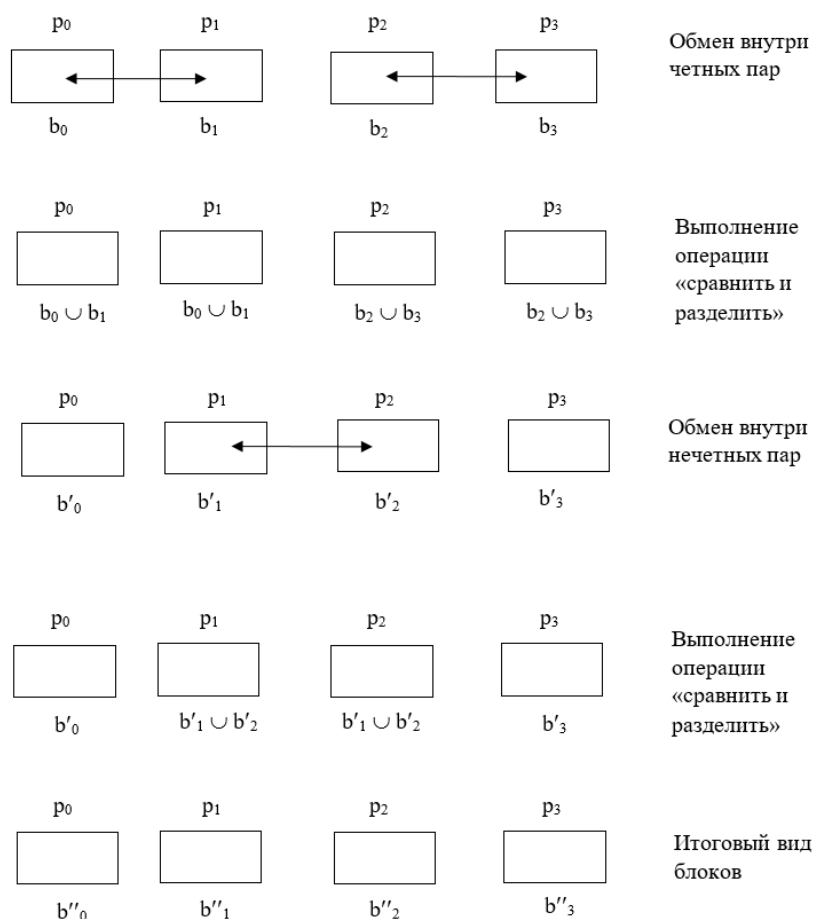 p₀ p₁ p₂ p₃
Обмен внутри
четных пар
b₀ b₁ b₂ b₃
p₀ p₁ p₂ p₃
Выполнение
операции
«сравнить и
разделить»
b₀ ∪ b₁ b₀ ∪ b₁ b₂ ∪ b₃ b₂ ∪ b₃
p₀ p₁ p₂ p₃
Обмен внутри
нечетных пар
b′₀ b′₁ b′₂ b′₃
p₀ p₁ p₂ p₃
Выполнение
операции
«сравнить и
разделить»
b′₀ b′₁ ∪ b′₂ b′₁ ∪ b′₂ b′₃
p₀ p₁ p₂ p₃
Итоговый вид
блоков
b′′₀ b′′₁ b′′₂ b′′₃